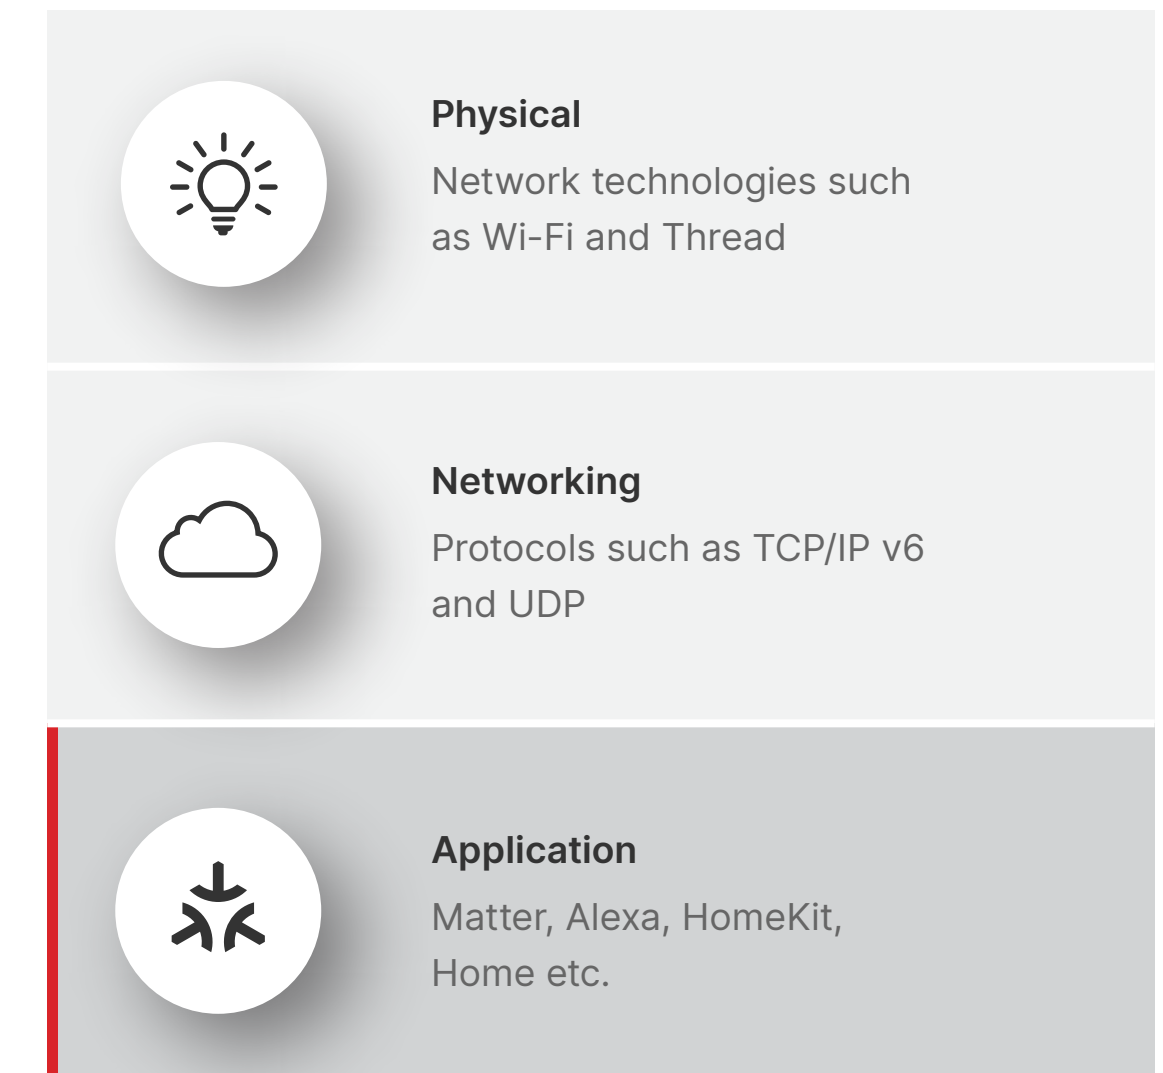 Physical
Network technologies such
as Wi-Fi and Thread
Networking
Protocols such as TCP/IP v6
and UDP
Application
Matter, Alexa, HomeKit,
Home etc.